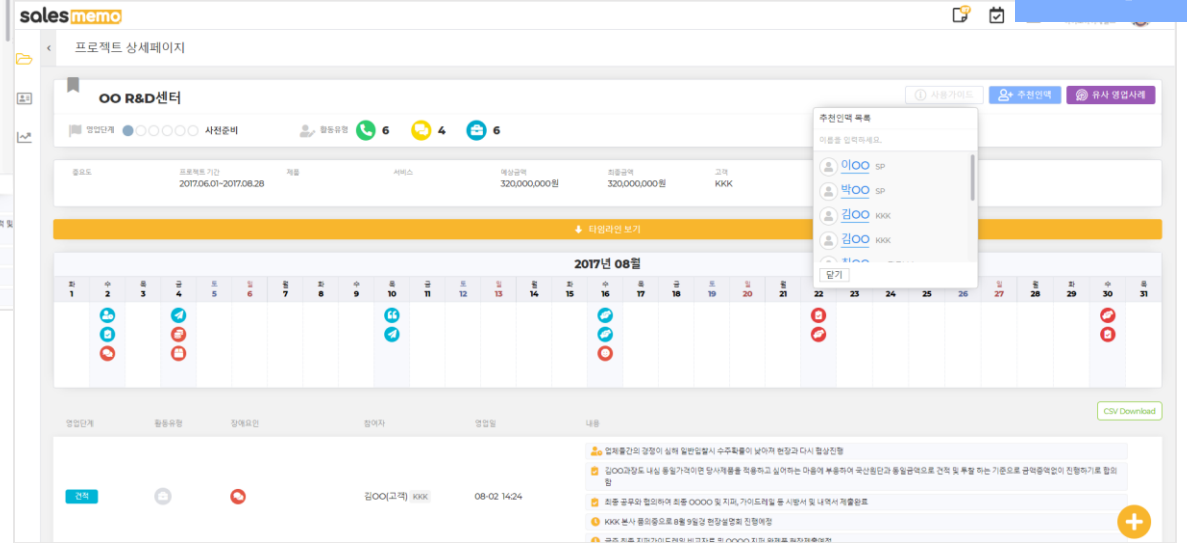 salesmemo
프로젝트 상세페이지
OO R&D센터
사용가이드
추천인맥
유사 영업사례
영업단계
사전준비
활동유형
6
4
6
추천인맥 목록
이름을 입력하세요.
이OO SP
박OO SP
김OO KKK
김OO KKK
닫기
중요도
프로젝트 기간
2017.06.01~2017.08.28
제품
서비스
예상금액
320,000,000원
최종금액
320,000,000원
고객
KKK
타임라인 보기
2017년 08월
화 수 목 금 토 일 월 화 수 목 금 토 일 월 화 수 목 금 토 일 월 일 월 화 수 목
1 2 3 4 5 6 7 8 9 10 11 12 13 14 15 16 17 18 19 20 21 22 23 24 25 26 27 28 29 30 31
CSV Download
영업단계 활동유형 장애요인 참여자 영업일 내용
견적
김OO(고객) KKK
08-02 14:24
업체들간의 경쟁이 심해 일반입찰시 수주확률이 낮아져 현장과 다시 협상진행
김OO과장도 내심 동일가격이면 당사제품을 적용하고 싶어하는 마음에 부응하여 국산원단과 동일금액으로 견적 및 투찰 하는 기준으로 금액증액없이 진행하기로 합의
함
최종 공무와 협의하여 최종 OOOO 및 지퍼, 가이드레일 등 시방서 및 내역서 제출완료
KKK 본사 품의중으로 8월 9일경 현장설명회 진행예정